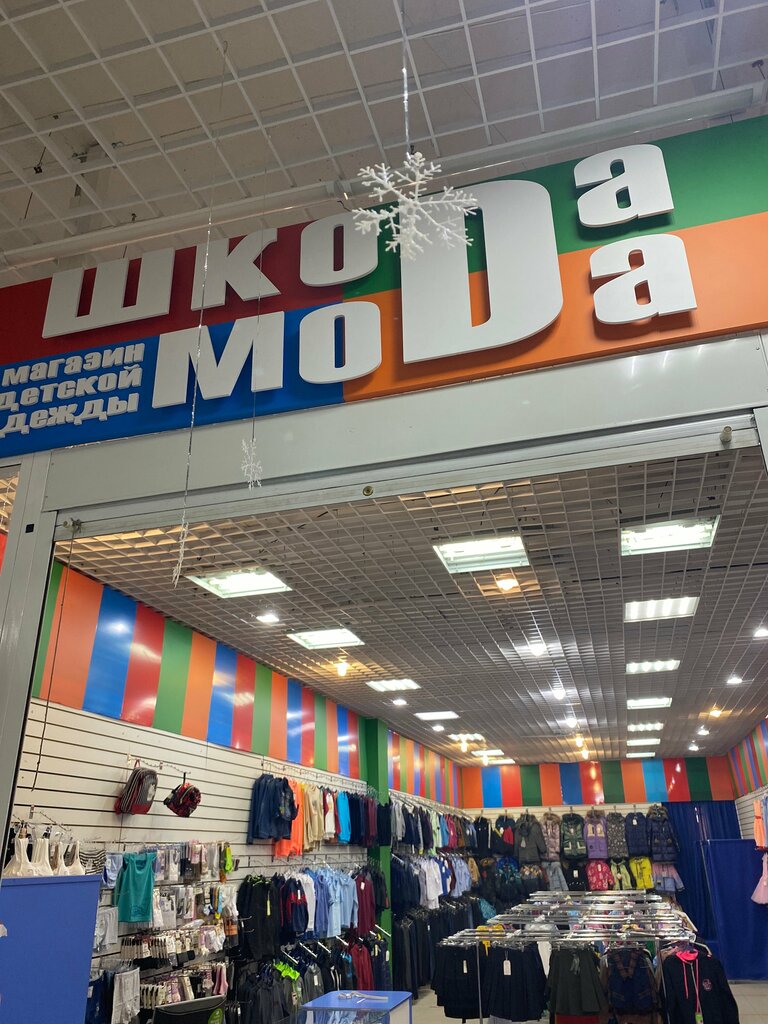 шкоDа
магазин
детской
дежды
моDа